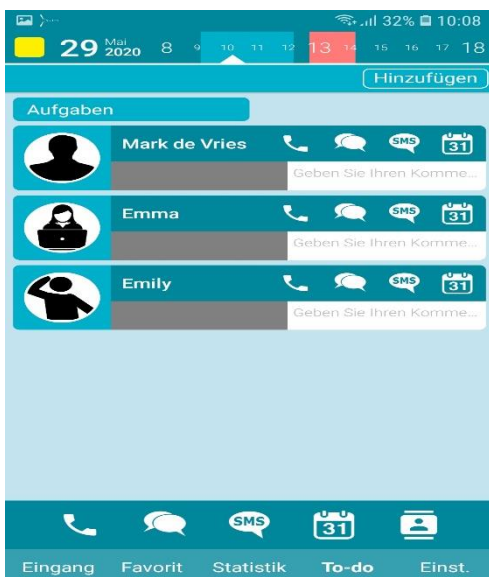 32% 10:08
29 Mai 2020 8 9 10 11 12 13 14 15 16 17 18
Hinzufügen
Aufgaben
Mark de Vries SMS 31
Geben Sie Ihren Komme...
Emma SMS 31
Geben Sie Ihren Komme...
Emily SMS 31
Geben Sie Ihren Komme...
SMS 31
Eingang Favorit Statistik To-do Einst.